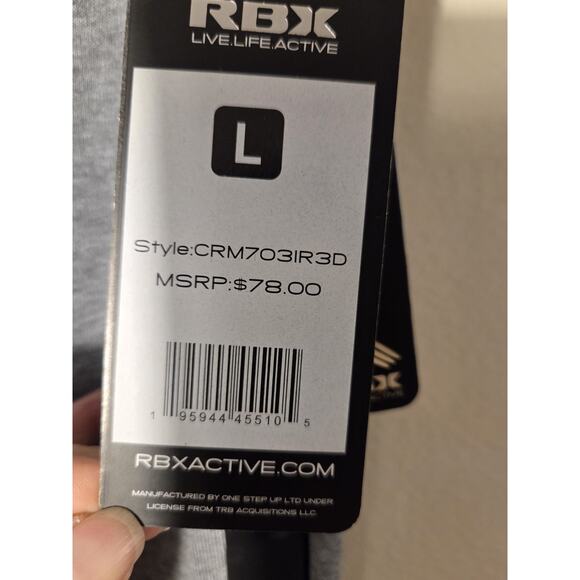 RBX
LIVE.LIFE.ACTIVE
L
Style:CRM703IR3D
MSRP:$78.00
1 95944 45510 5
RBXACTIVE.COM
MANUFACTURED BY ONE STEP UP LTD UNDER
LICENSE FROM TRB ACQUISITIONS LLC.